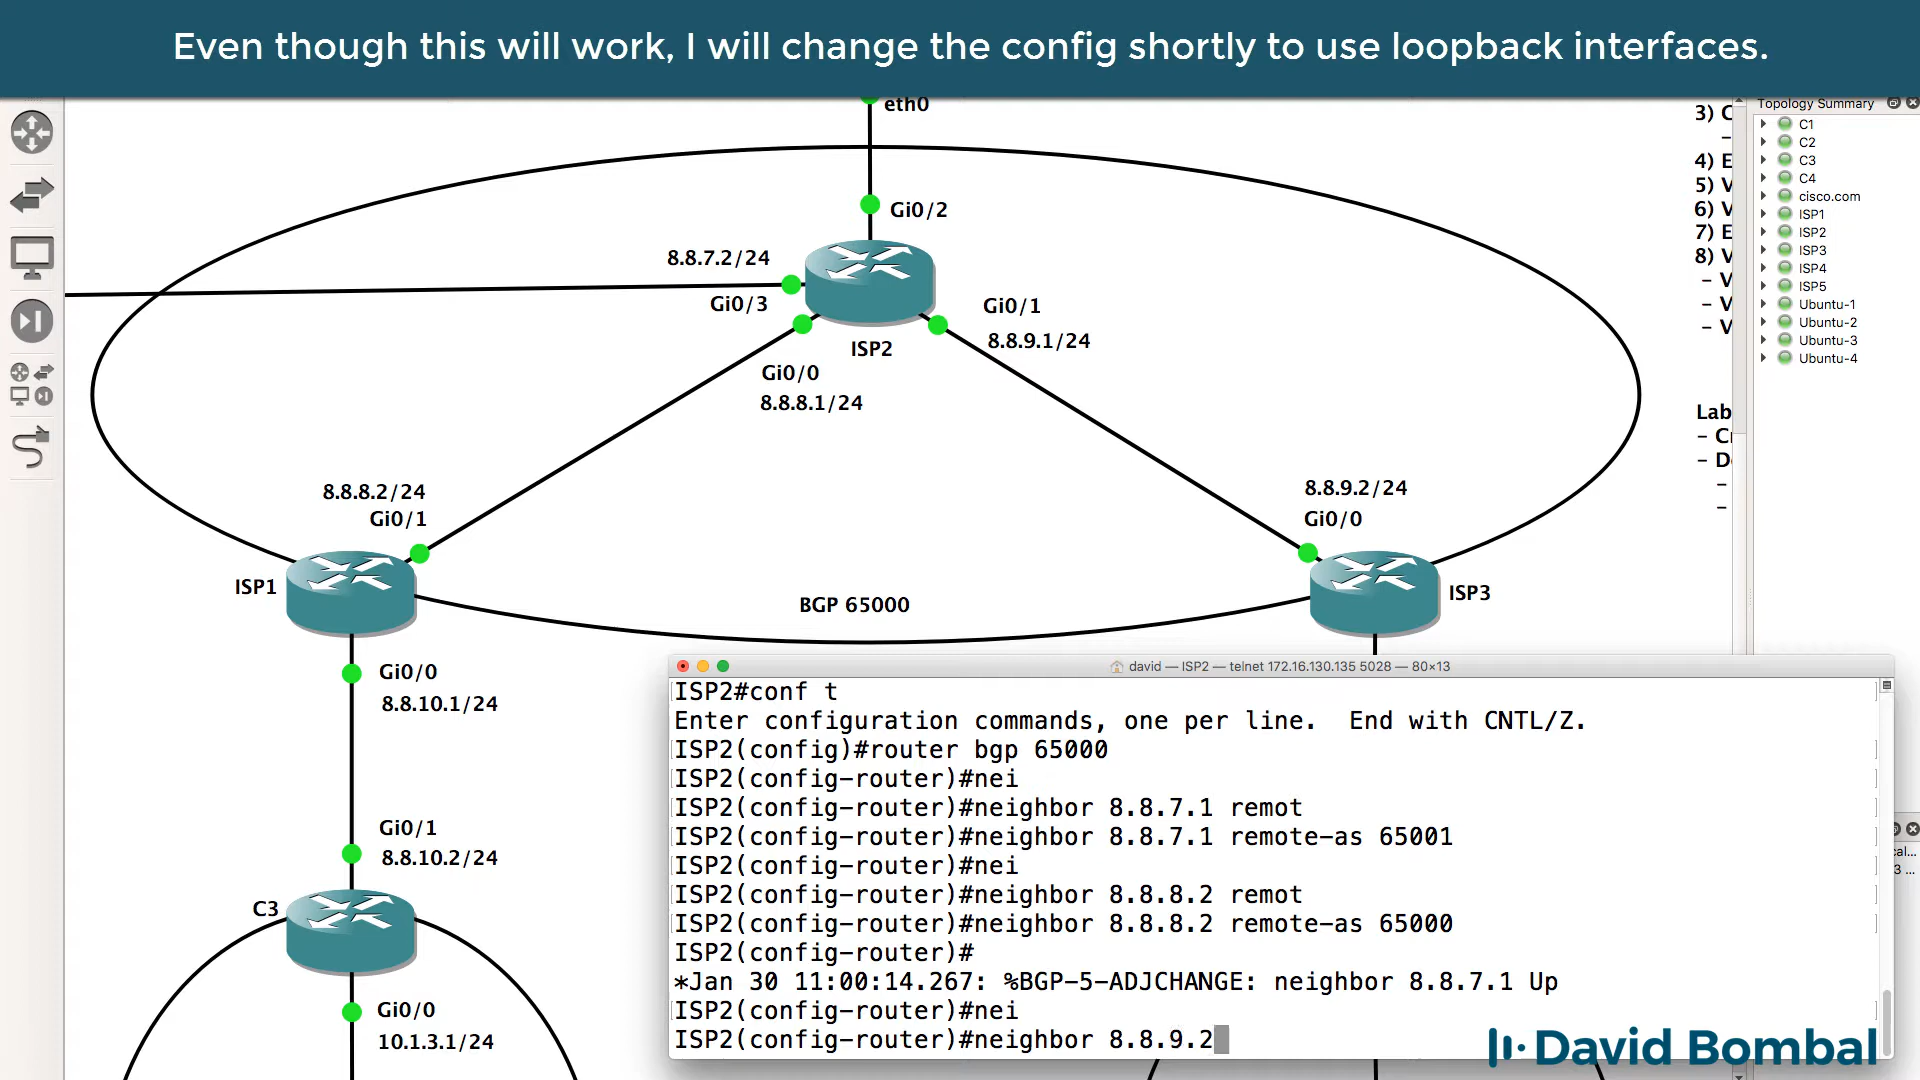 Even though this will work, I will change the config shortly to use loopback interfaces.
eth0
Gi0/2
8.8.7.2/24
Gi0/3
Gi0/1
8.8.9.1/24
ISP2
Gi0/0
8.8.8.1/24
8.8.8.2/24
Gi0/1
8.8.9.2/24
Gi0/0
ISP1
BGP 65000
ISP3
Gi0/0
8.8.10.1/24
Gi0/1
8.8.10.2/24
C3
Gi0/0
10.1.3.1/24
3) C
-
4) E
5) V
6) V
7) E
8) V
- V
- V
- V
Lab
- C
- D
-
-
Topology Summary
C1
C2
C3
C4
cisco.com
ISP1
ISP2
ISP3
ISP4
ISP5
Ubuntu-1
Ubuntu-2
Ubuntu-3
Ubuntu-4
david — ISP2 — telnet 172.16.130.135 5028 — 80×13
ISP2#conf t
Enter configuration commands, one per line.  End with CNTL/Z.
ISP2(config)#router bgp 65000
ISP2(config-router)#nei
ISP2(config-router)#neighbor 8.8.7.1 remot
ISP2(config-router)#neighbor 8.8.7.1 remote-as 65001
ISP2(config-router)#nei
ISP2(config-router)#neighbor 8.8.8.2 remot
ISP2(config-router)#neighbor 8.8.8.2 remote-as 65000
ISP2(config-router)#
*Jan 30 11:00:14.267: %BGP-5-ADJCHANGE: neighbor 8.8.7.1 Up
ISP2(config-router)#nei
ISP2(config-router)#neighbor 8.8.9.2
David Bombal